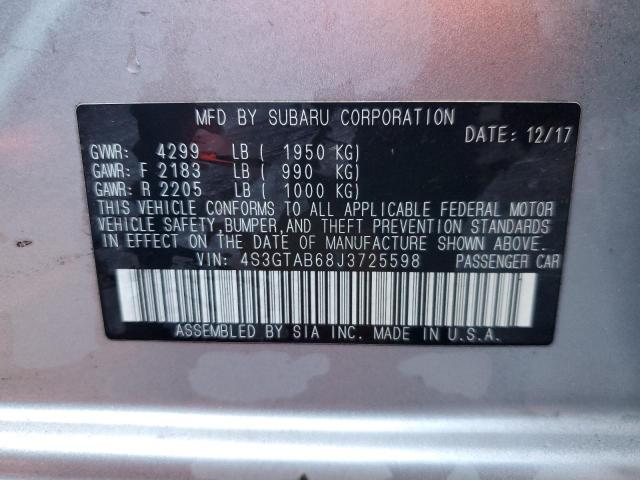 MFD BY SUBARU CORPORATION
DATE: 12/17
GVWR: 4299 LB ( 1950 KG)
GAWR: F 2183 LB ( 990 KG)
GAWR: R 2205 LB ( 1000 KG)
THIS VEHICLE CONFORMS TO ALL APPLICABLE FEDERAL MOTOR
VEHICLE SAFETY, BUMPER, AND THEFT PREVENTION STANDARDS
IN EFFECT ON THE DATE OF MANUFACTURE SHOWN ABOVE.
VIN: 4S3GTAB68J3725598 PASSENGER CAR
ASSEMBLED BY SIA INC. MADE IN U.S.A.